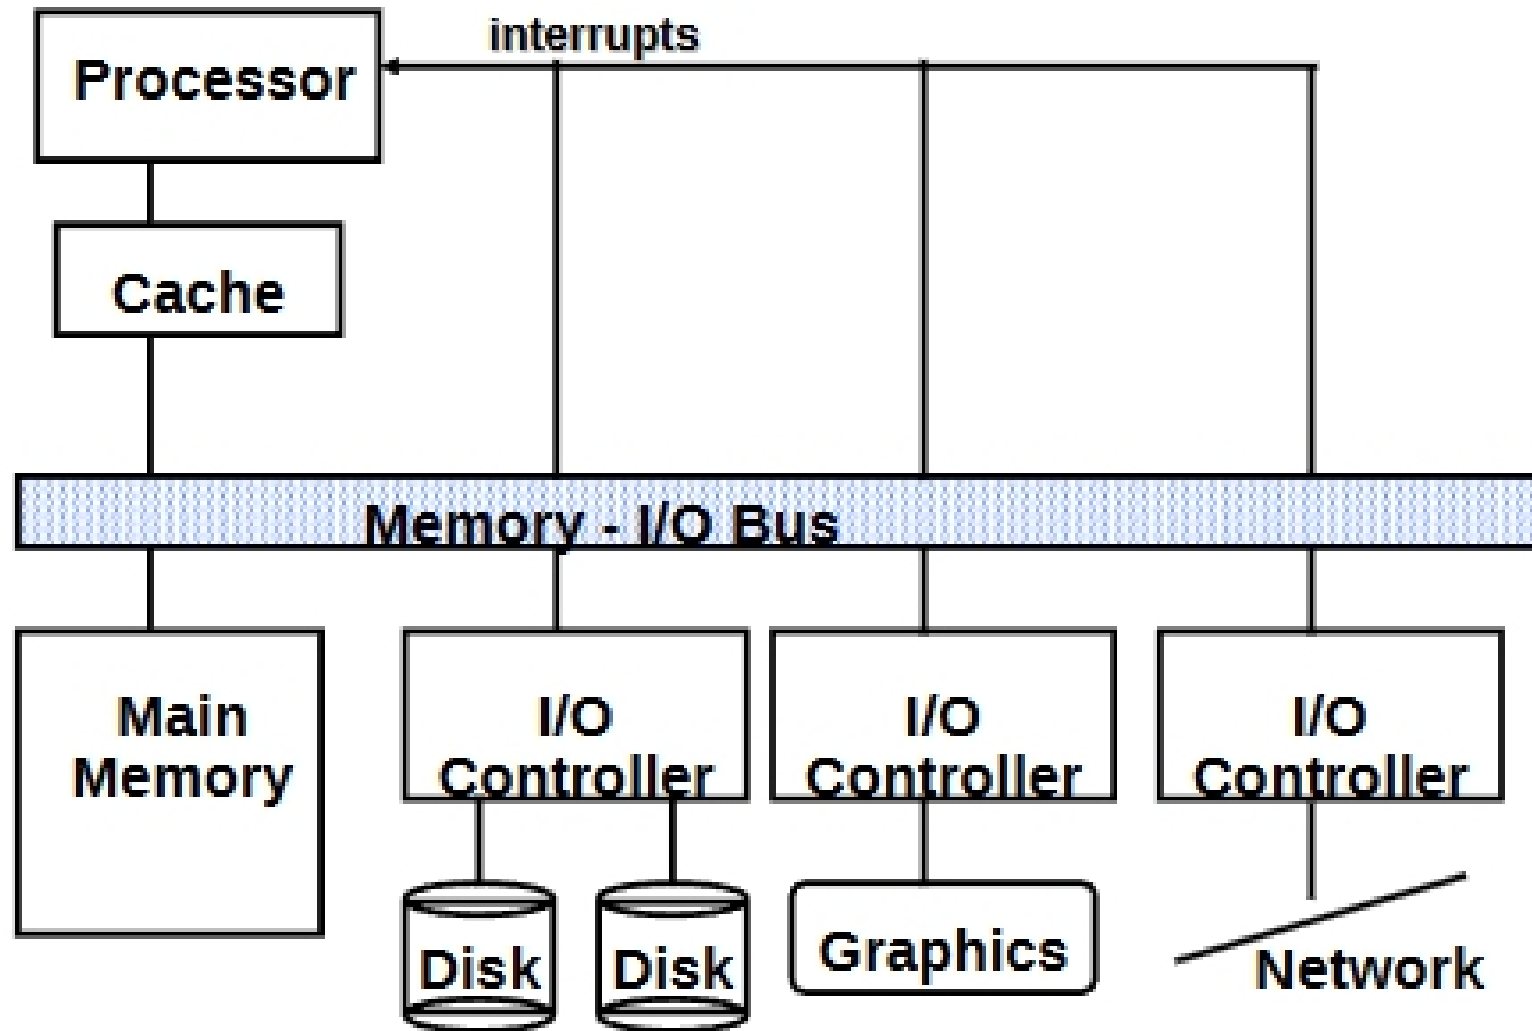 interrupts
Processor
Cache
Memory - I/O Bus
Main
Memory
I/O
Controller
I/O
Controller
I/O
Controller
Disk
Disk
Graphics
Network